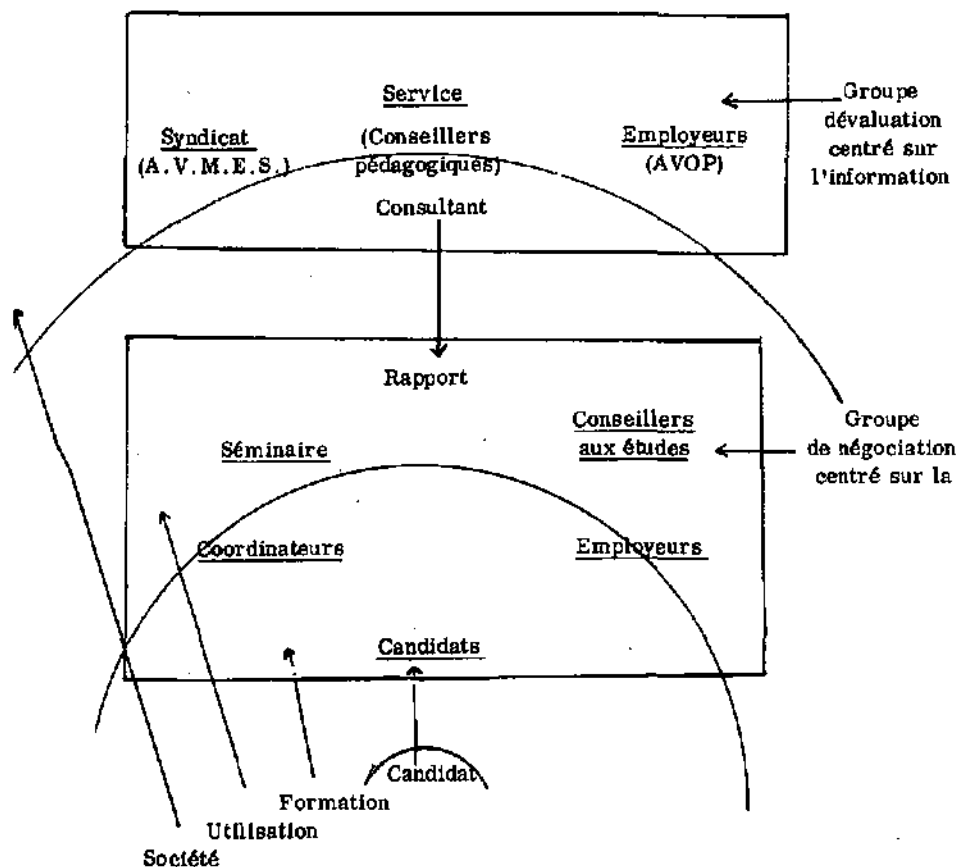 Service
(Conseillers
pédagogiques)
Syndicat
(A.V.M.E.S.)
Employeurs
(AVOP)
Groupe
dévaluation
centré sur
l'information
Consultant
Rapport
Conseillers
aux études
Séminaire
Groupe
de négociation
centré sur la
Coordinateurs
Employeurs
Candidats
Candidat
Formation
Utilisation
Société